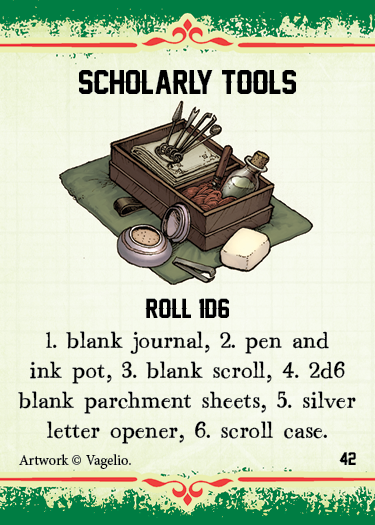 SCHOLARLY TOOLS
ROLL 1D6
1. blank journal, 2. pen and
ink pot, 3. blank scroll, 4. 2d6
blank parchment sheets, 5. silver
letter opener, 6. scroll case.
Artwork © Vagelio. 42